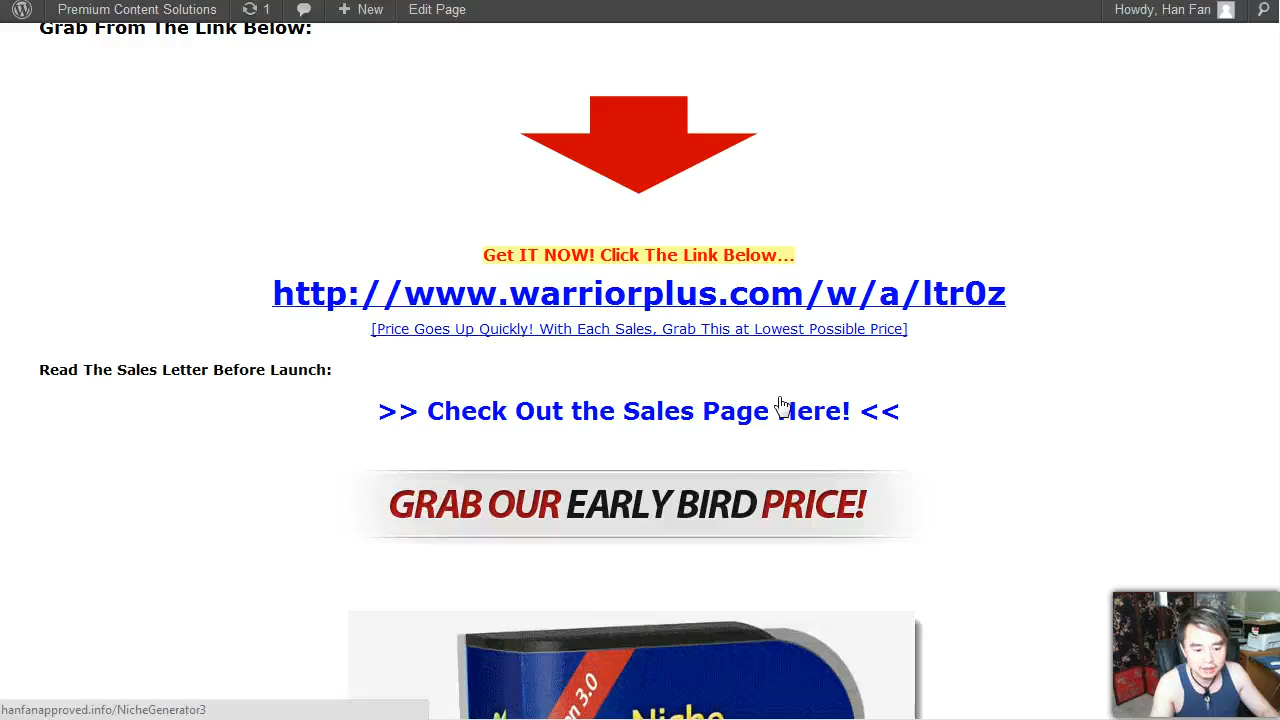 Premium Content Solutions 1 New Edit Page Howdy, Han Fan
Grab From The Link Below:
Get IT NOW! Click The Link Below...
http://www.warriorplus.com/w/a/ltr0z
[Price Goes Up Quickly! With Each Sales, Grab This at Lowest Possible Price]
Read The Sales Letter Before Launch:
>> Check Out the Sales Page Here! <<
GRAB OUR EARLY BIRD PRICE!
3.0
Niche
hanfanapproved.info/NicheGenerator3